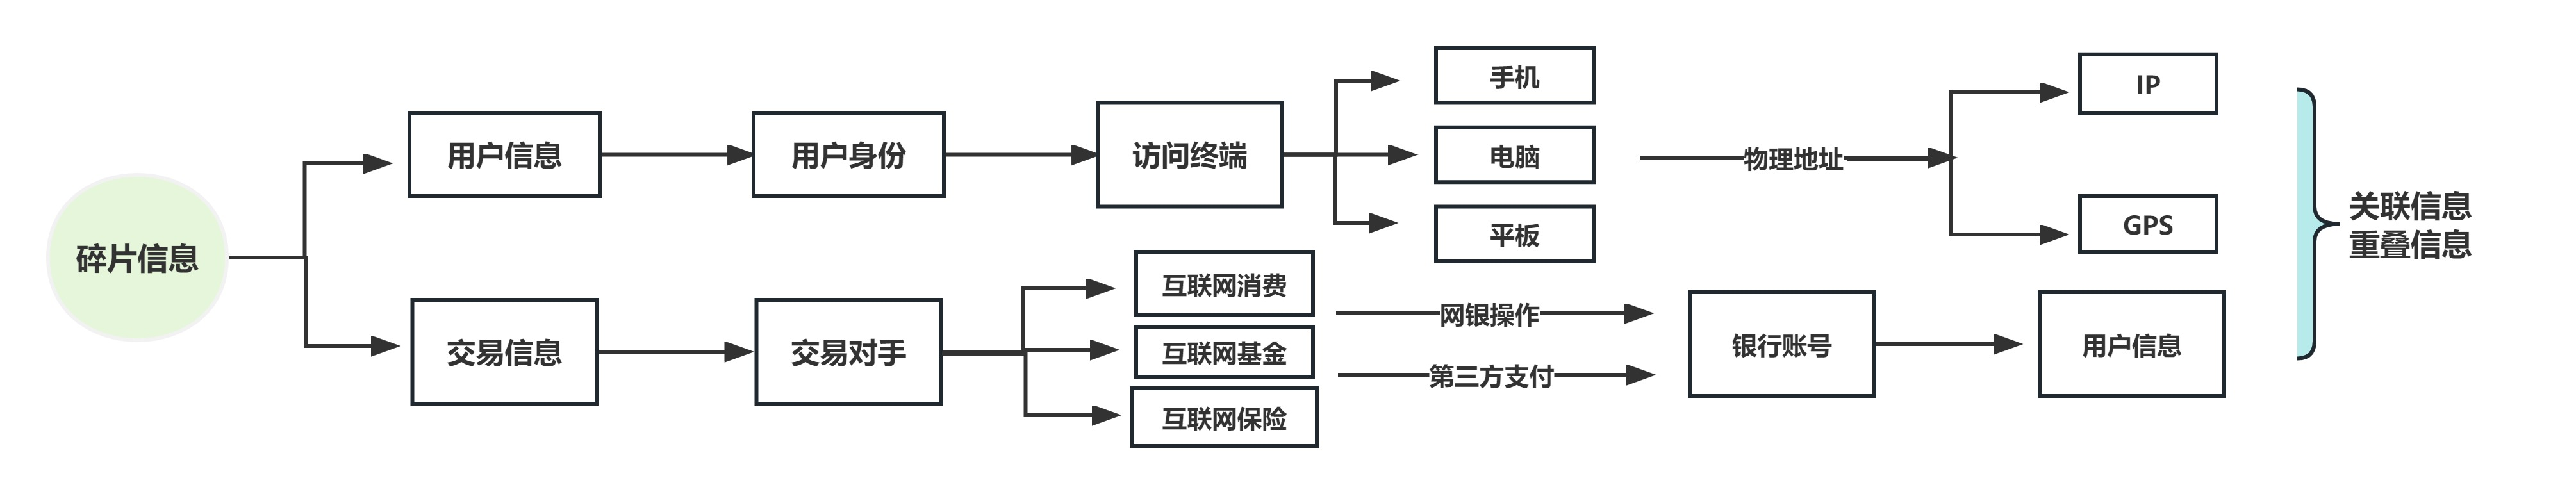 碎片信息
用户信息
用户身份
访问终端
手机
电脑
平板
物理地址
IP
GPS
交易信息
交易对手
互联网消费
互联网基金
互联网保险
网银操作
第三方支付
银行账号
用户信息
关联信息
重叠信息